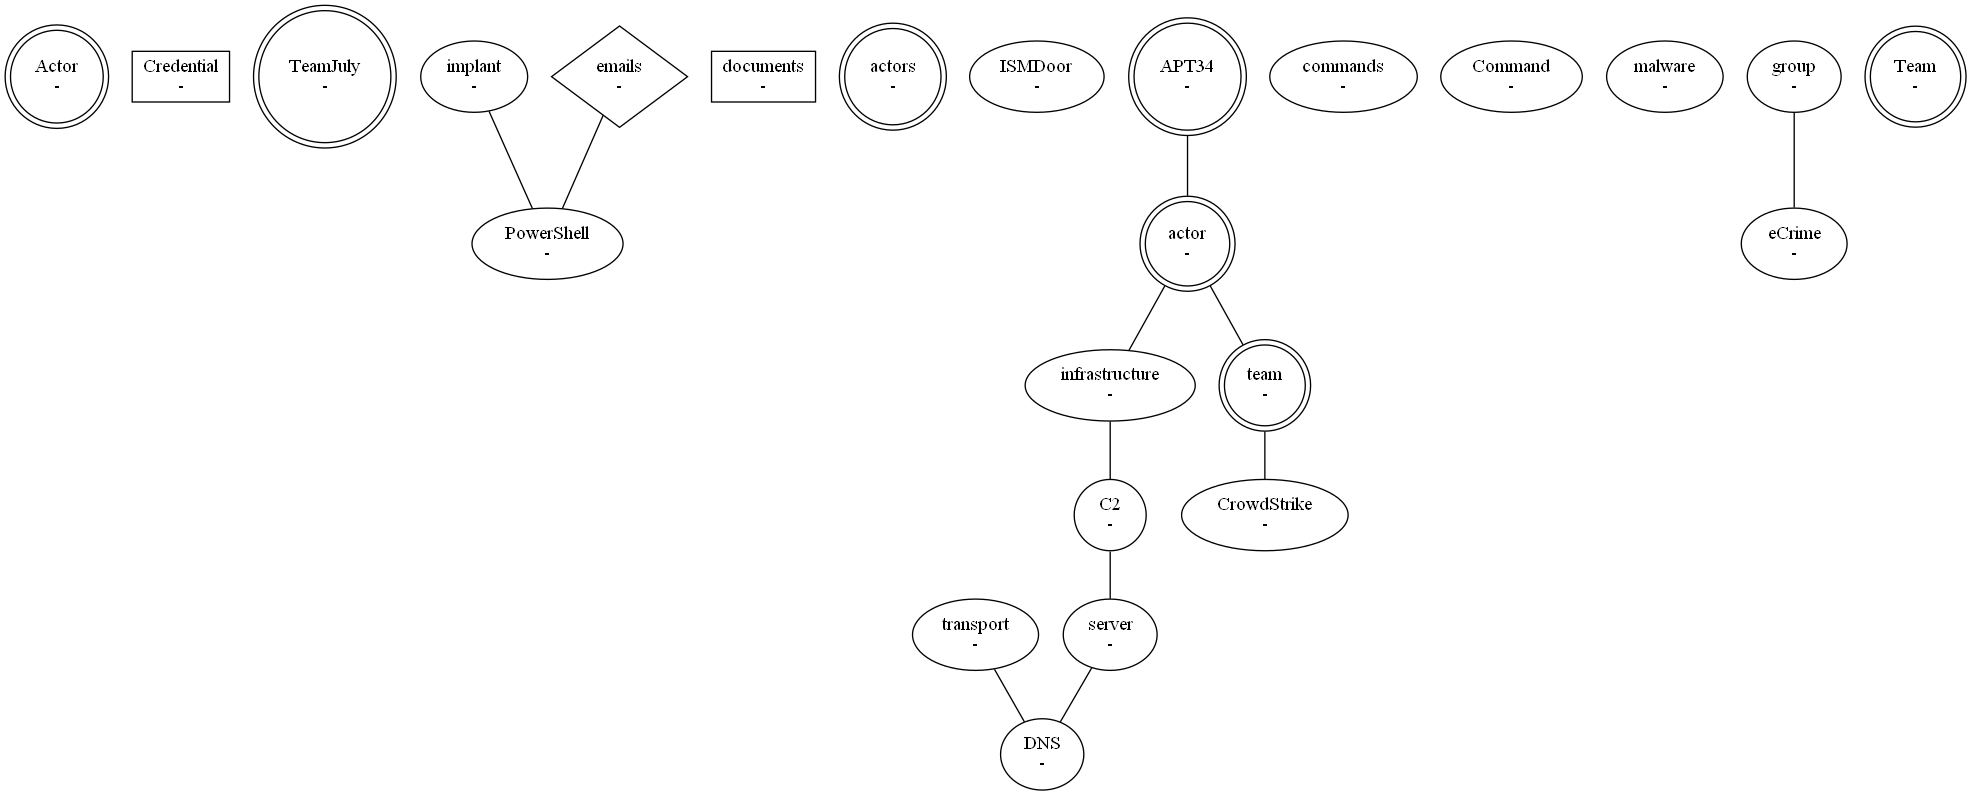 Actor
-
Credential
-
TeamJuly
-
implant
-
emails
-
documents
-
actors
-
ISMDoor
-
APT34
-
commands
-
Command
-
malware
-
group
-
Team
-
PowerShell
-
actor
-
eCrime
-
infrastructure
-
team
-
C2
-
CrowdStrike
-
transport
-
server
-
DNS
-